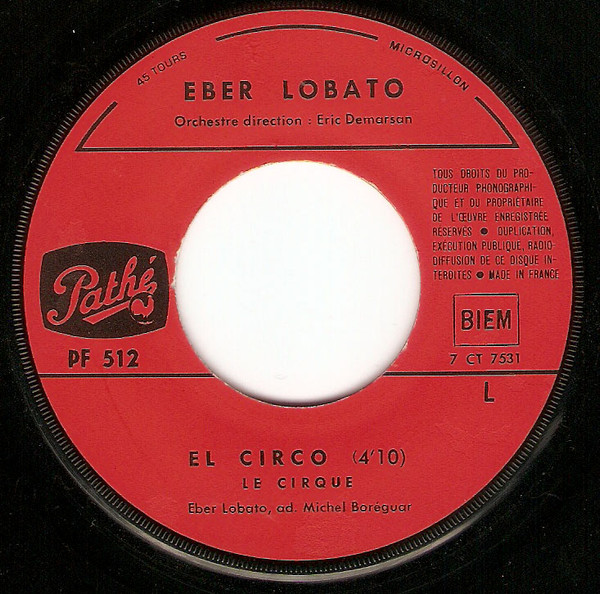 45 TOURS
MICROSILLON
EBER LOBATO
Orchestre direction : Eric Demarsan
TOUS DROITS DU PRO-
DUCTEUR PHONOGRAPHI-
QUE ET DU PROPRIÉTAIRE
DE L'ŒUVRE ENREGISTRÉE
RÉSERVÉS ● DUPLICATION,
EXÉCUTION PUBLIQUE, RADIO-
DIFFUSION DE CE DISQUE IN-
TERDITES ● MADE IN FRANCE
Pathé
PF 512
BIEM
7 CT 7531
L
EL CIRCO (4'10)
LE CIRQUE
Eber Lobato, ad. Michel Boréguar